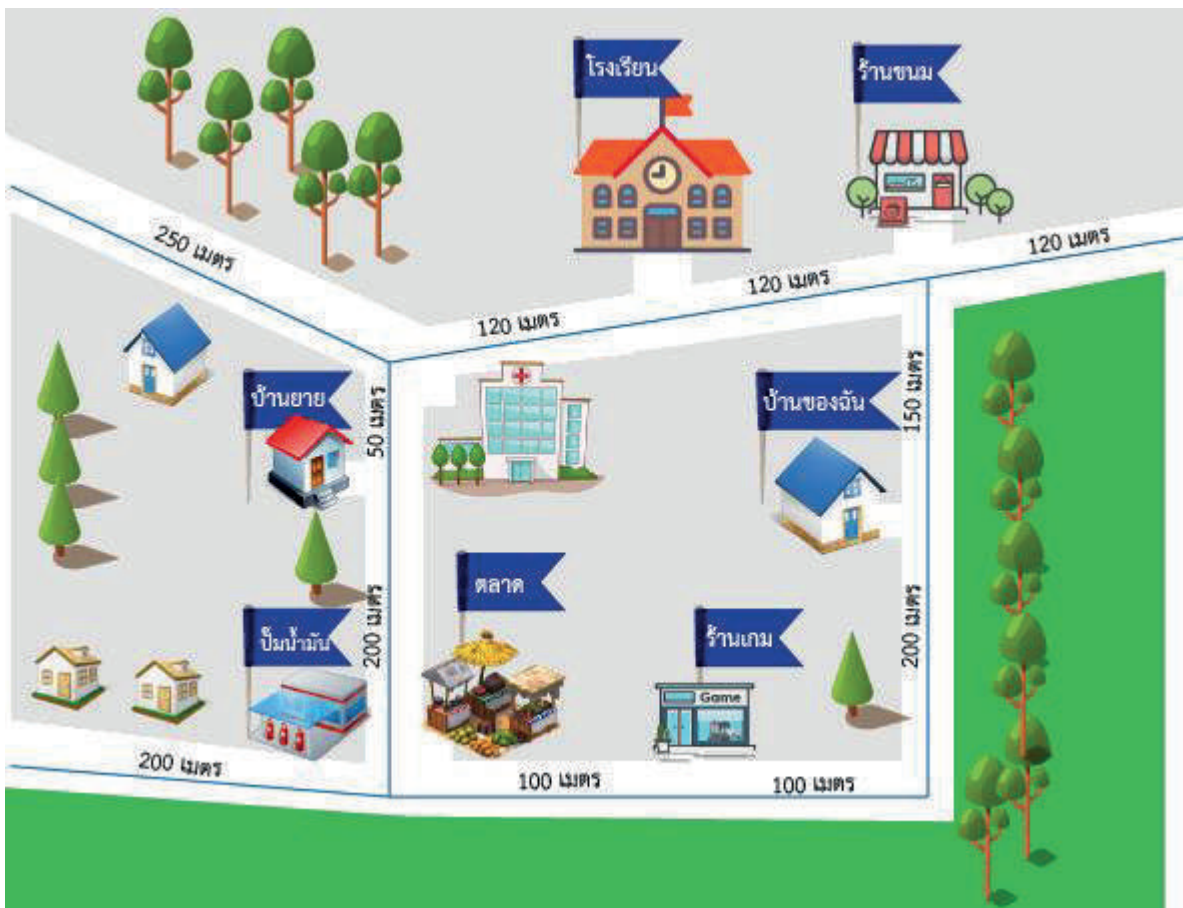 โรงเรียน
ร้านขนม
250 เมตร
120 เมตร
120 เมตร
120 เมตร
บ้านยาย
50 เมตร
บ้านของฉัน
150 เมตร
ตลาด
ปั๊มน้ำมัน
200 เมตร
ร้านเกม
Game
200 เมตร
200 เมตร
100 เมตร
100 เมตร